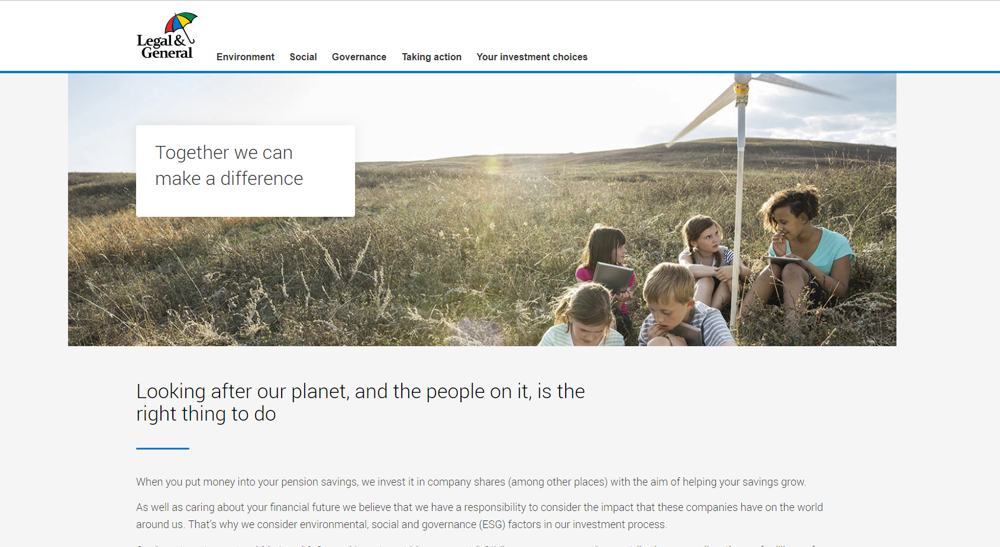 Legal &
General
Environment Social Governance Taking action Your investment choices
Together we can
make a difference
Looking after our planet, and the people on it, is the
right thing to do
When you put money into your pension savings, we invest it in company shares (among other places) with the aim of helping your savings grow.
As well as caring about your financial future we believe that we have a responsibility to consider the impact that these companies have on the world
around us. That's why we consider environmental, social and governance (ESG) factors in our investment process.